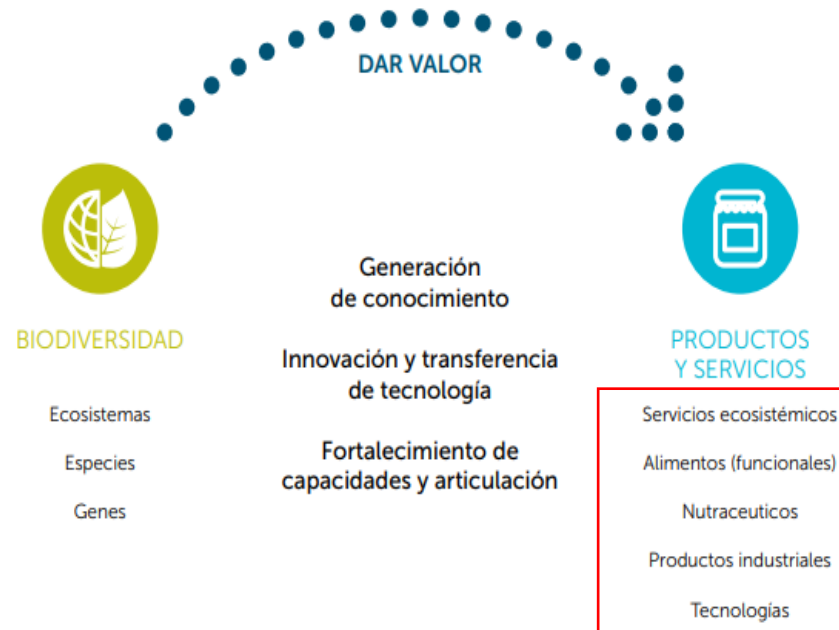 DAR VALOR
BIODIVERSIDAD
Ecosistemas
Especies
Genes
Generación
de conocimiento
Innovación y transferencia
de tecnología
Fortalecimiento de
capacidades y articulación
PRODUCTOS
Y SERVICIOS
Servicios ecosistémicos
Alimentos (funcionales)
Nutraceuticos
Productos industriales
Tecnologías